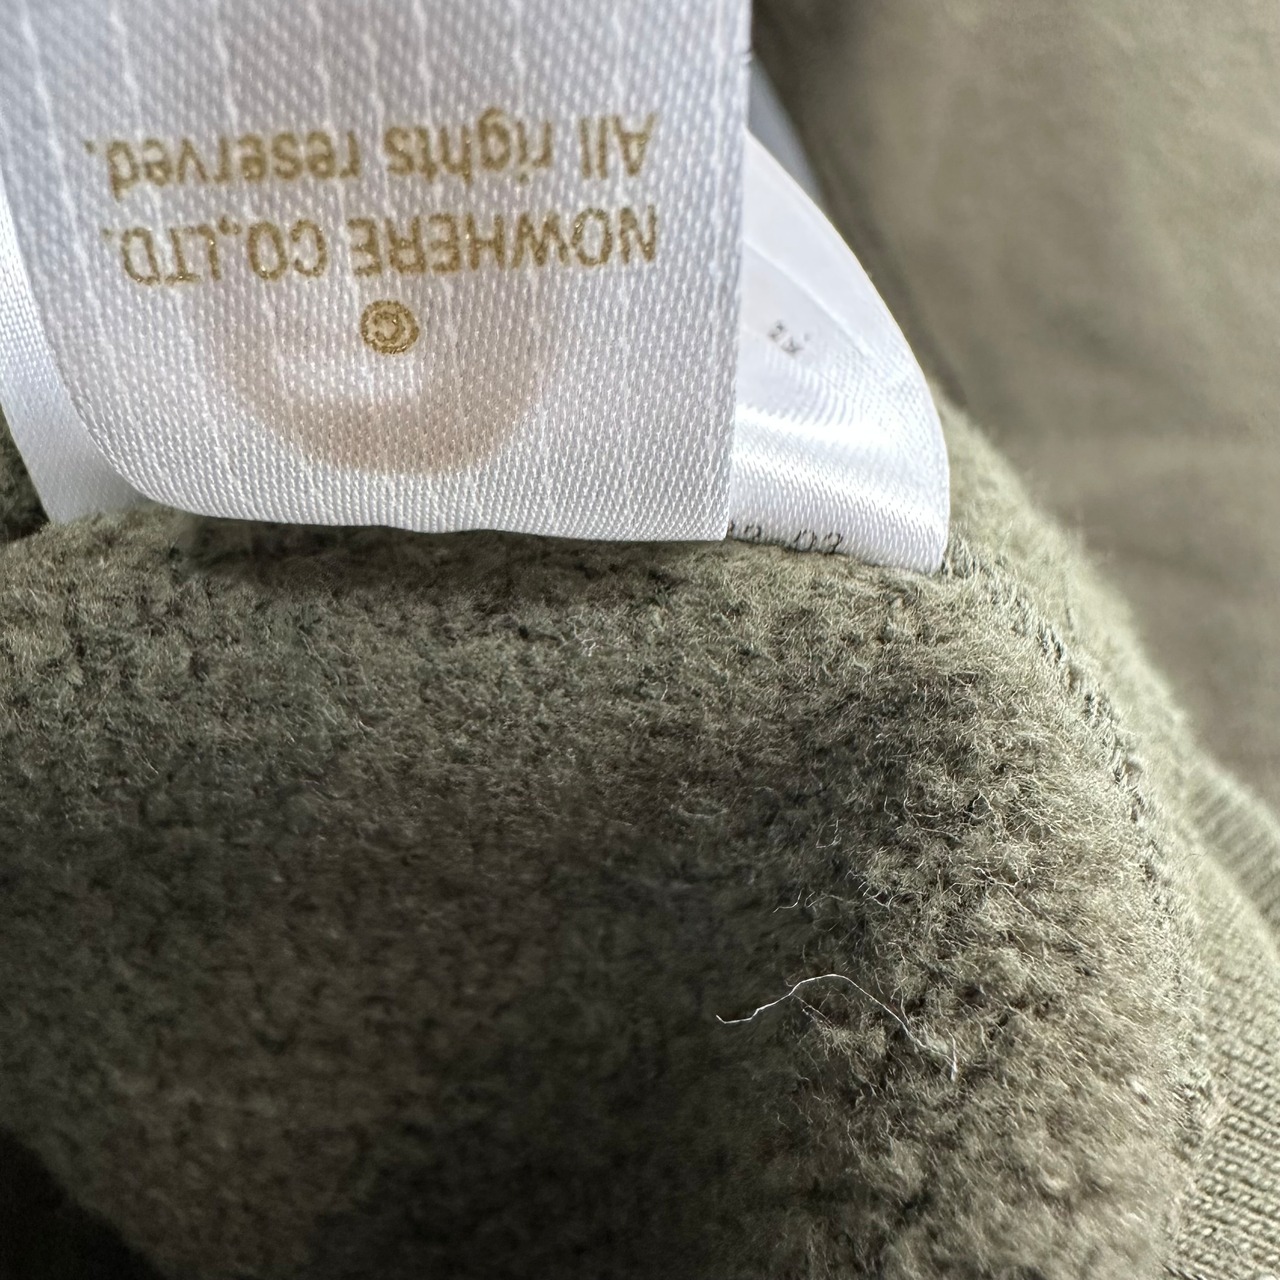 ©
NOWHERE CO.,LTD.
All rights reserved.